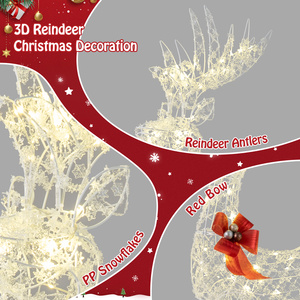 3D Reindeer
Christmas Decoration
Reindeer Antlers
PP Snowflakes
Red Bow